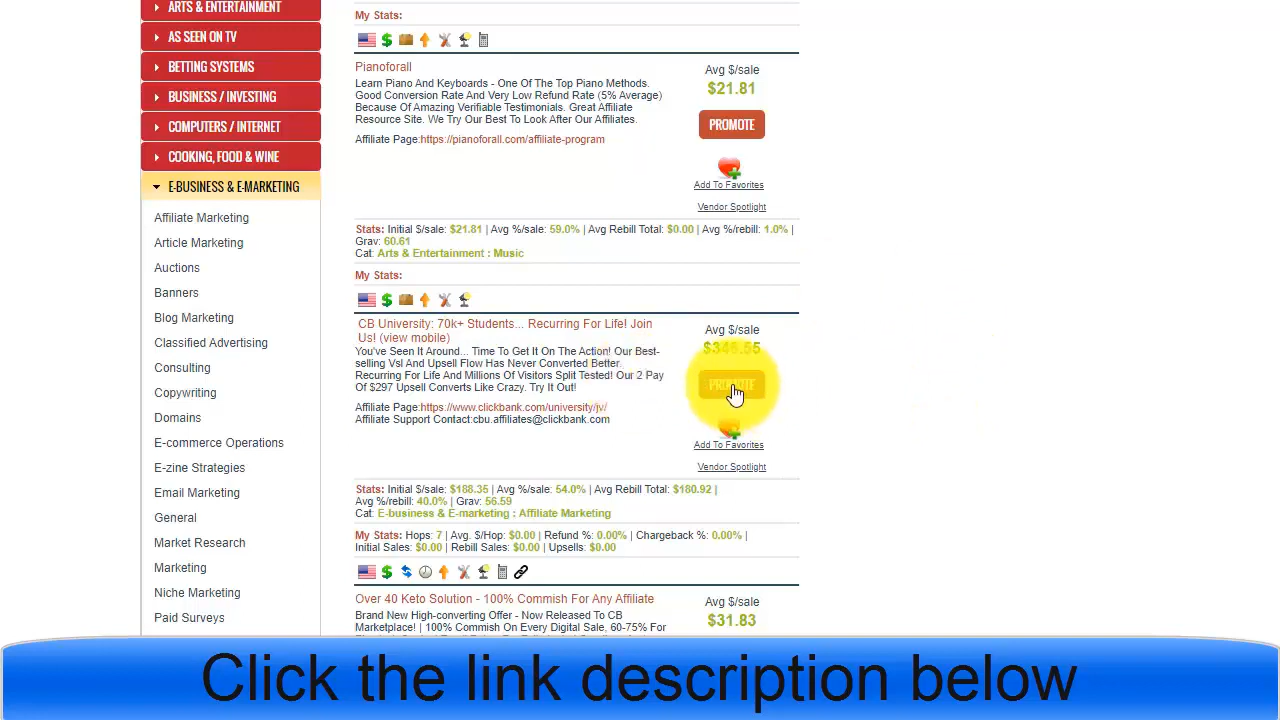 ARTS & ENTERTAINMENT
AS SEEN ON TV
BETTING SYSTEMS
BUSINESS / INVESTING
COMPUTERS / INTERNET
COOKING, FOOD & WINE
E-BUSINESS & E-MARKETING
Affiliate Marketing
Article Marketing
Auctions
Banners
Blog Marketing
Classified Advertising
Consulting
Copywriting
Domains
E-commerce Operations
E-zine Strategies
Email Marketing
General
Market Research
Marketing
Niche Marketing
Paid Surveys
My Stats:
Pianoforall
Learn Piano And Keyboards - One Of The Top Piano Methods.
Good Conversion Rate And Very Low Refund Rate (5% Average)
Because Of Amazing Verifiable Testimonials. Great Affiliate
Resource Site. We Try Our Best To Look After Our Affiliates.
Affiliate Page:https://pianoforall.com/affiliate-program
Avg $/sale
$21.81
PROMOTE
Add To Favorites
Vendor Spotlight
Stats: Initial $/sale: $21.81 | Avg %/sale: 59.0% | Avg Rebill Total: $0.00 | Avg %/rebill: 1.0% |
Grav: 60.61
Cat: Arts & Entertainment : Music
My Stats:
CB University: 70k+ Students... Recurring For Life! Join
Us! (view mobile)
You've Seen It Around... Time To Get It On The Action! Our Best-
selling Vsl And Upsell Flow Has Never Converted Better.
Recurring For Life And Millions Of Visitors Split Tested! Our 2 Pay
Of $297 Upsell Converts Like Crazy. Try It Out!
Affiliate Page:https://www.clickbank.com/university/jv/
Affiliate Support Contact:cbu.affiliates@clickbank.com
Avg $/sale
$346.55
PROMOTE
Add To Favorites
Vendor Spotlight
Stats: Initial $/sale: $188.35 | Avg %/sale: 54.0% | Avg Rebill Total: $180.92 |
Avg %/rebill: 40.0% | Grav: 56.59
Cat: E-business & E-marketing : Affiliate Marketing
My Stats: Hops: 7 | Avg. $/Hop: $0.00 | Refund %: 0.00% | Chargeback %: 0.00% |
Initial Sales: $0.00 | Rebill Sales: $0.00 | Upsells: $0.00
Over 40 Keto Solution - 100% Commish For Any Affiliate
Brand New High-converting Offer - Now Released To CB
Marketplace! | 100% Commish On Every Digital Sale, 60-75% For
Avg $/sale
$31.83
Click the link description below